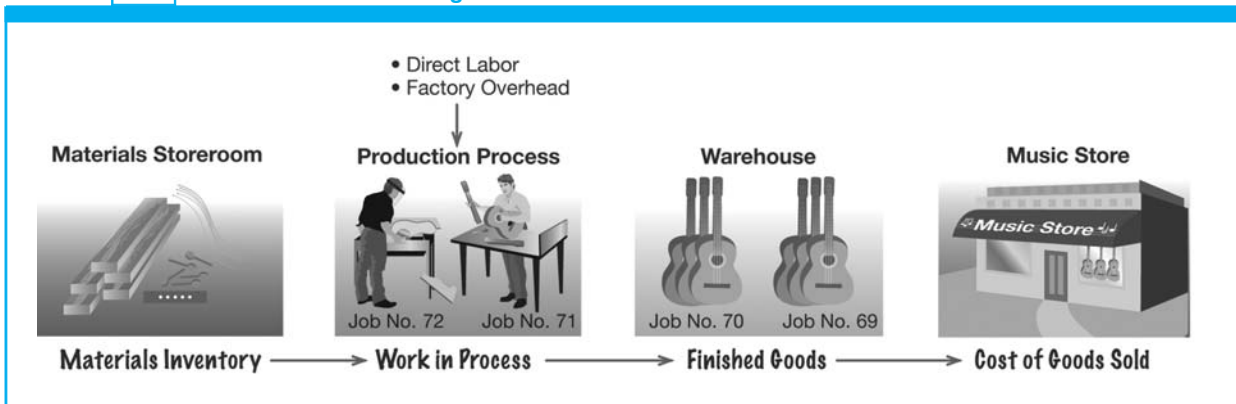 • Direct Labor
• Factory Overhead
Materials Storeroom
Production Process
Warehouse
Music Store
Music Store
Job No. 72
Job No. 71
Job No. 70
Job No. 69
Materials Inventory
Work in Process
Finished Goods
Cost of Goods Sold